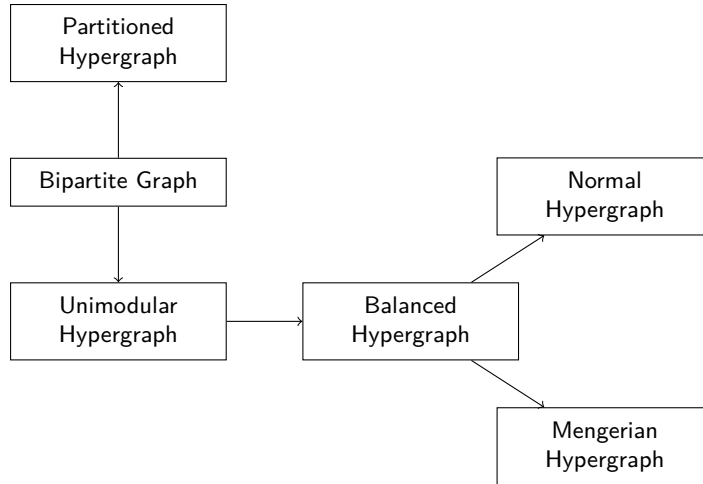 Partitioned
Hypergraph
Bipartite Graph
Normal
Hypergraph
Unimodular
Hypergraph
Balanced
Hypergraph
Mengerian
Hypergraph